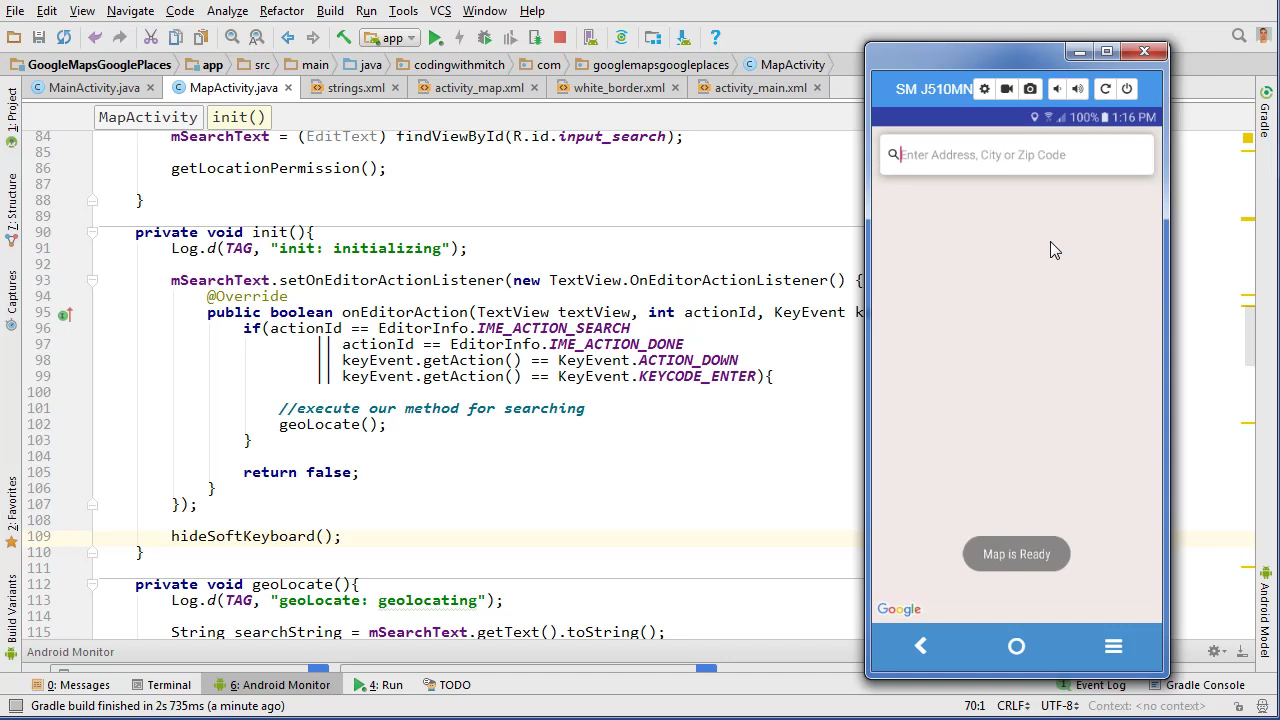 File Edit View Navigate Code Analyze Refactor Build Run Tools VCS Window Help
app
GoogleMapsGooglePlaces app src main java codingwithmitch com googlemapsgoogleplaces MapActivity
MainActivity.java MapActivity.java strings.xml activity_map.xml white_border.xml activity_main.xml
MapActivity init()
84 mSearchText = (EditText) findViewById(R.id.input_search);
85
86 getLocationPermission();
87
88 }
89
90 private void init(){
91 Log.d(TAG, "init: initializing");
92
93 mSearchText.setOnEditorActionListener(new TextView.OnEditorActionListener() {
94 @Override
95 public boolean onEditorAction(TextView textView, int actionId, KeyEvent k
96 if(actionId == EditorInfo.IME_ACTION_SEARCH
97 || actionId == EditorInfo.IME_ACTION_DONE
98 || keyEvent.getAction() == KeyEvent.ACTION_DOWN
99 || keyEvent.getAction() == KeyEvent.KEYCODE_ENTER){
100
101 //execute our method for searching
102 geoLocate();
103 }
104
105 return false;
106 }
107 });
108
109 hideSoftKeyboard();
110 }
111
112 private void geoLocate(){
113 Log.d(TAG, "geoLocate: geolocating");
114
115 String searchString = mSearchText.getText().toString();
Android Monitor
0: Messages Terminal 6: Android Monitor 4: Run TODO Event Log Gradle Console
Gradle build finished in 2s 735ms (a minute ago) 70:1 CRLF÷ UTF-8÷ Context: <no context>
1: Project
7: Structure
Captures
2: Favorites
Build Variants
Gradle
Android Model
SM J510MN
100% 1:16 PM
Enter Address, City or Zip Code
Map is Ready
Google